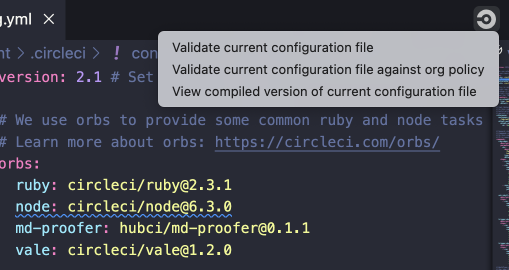 g.yml ×
Validate current configuration file
Validate current configuration file against org policy
View compiled version of current configuration file
nt > .circleci > ! con
version: 2.1 # Set
# We use orbs to provide some common ruby and node tasks
# Learn more about orbs: https://circleci.com/orbs/
orbs:
ruby: circleci/ruby@2.3.1
node: circleci/node@6.3.0
md-proofer: hubci/md-proofer@0.1.1
vale: circleci/vale@1.2.0